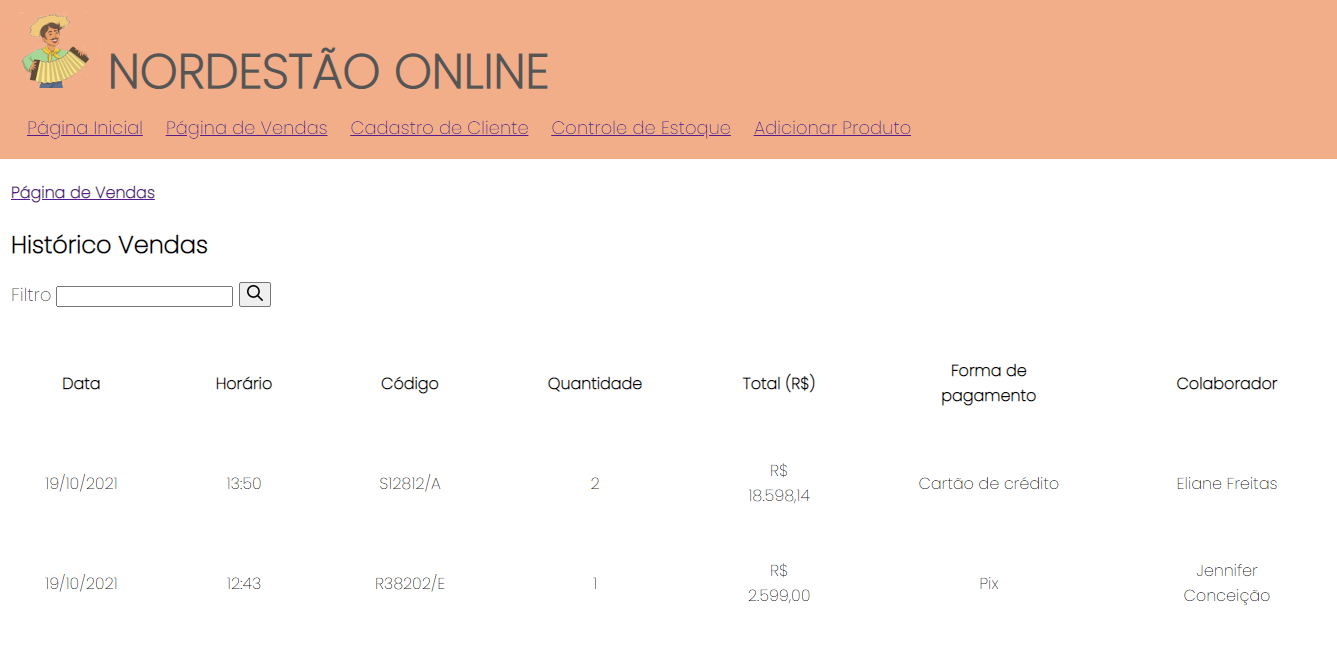 NORDESTÃO ONLINE
Página Inicial Página de Vendas Cadastro de Cliente Controle de Estoque Adicionar Produto
Página de Vendas
Histórico Vendas
Filtro
Data Horário Código Quantidade Total (R$) Forma de pagamento Colaborador
19/10/2021 13:50 S12812/A 2 R$ 18.598,14 Cartão de crédito Eliane Freitas
19/10/2021 12:43 R38202/E 1 R$ 2.599,00 Pix Jennifer Conceição